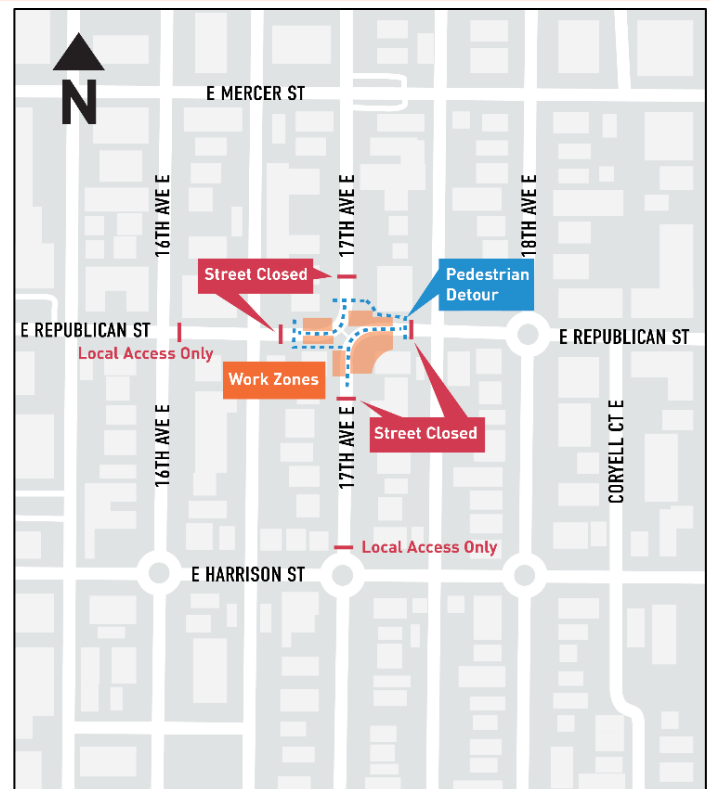 N
E MERCER ST
16TH AVE E
17TH AVE E
18TH AVE E
Street Closed
Pedestrian
Detour
E REPUBLICAN ST
E REPUBLICAN ST
Local Access Only
Work Zones
Street Closed
16TH AVE E
17TH AVE E
CORYELL CT E
Local Access Only
E HARRISON ST